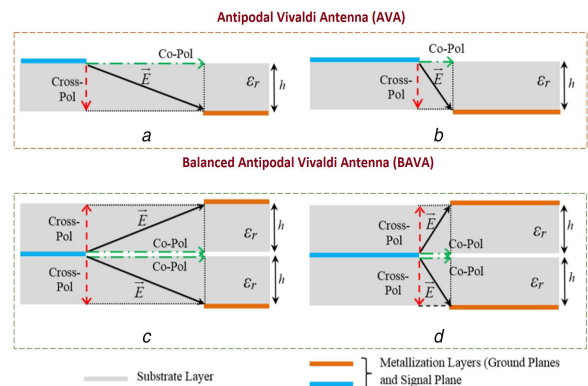 Antipodal Vivaldi Antenna (AVA)
Co-Pol
Cross-
Pol
E
εr
h
a
Co-Pol
Cross-
Pol
E
εr
h
b
Balanced Antipodal Vivaldi Antenna (BAVA)
Cross-
Pol
E
Co-Pol
εr
h
Cross-
Pol
Co-Pol
E
εr
h
c
Cross-
Pol
E
Co-Pol
εr
h
Cross-
Pol
Co-Pol
E
εr
h
d
Substrate Layer
Metallization Layers (Ground Planes
and Signal Plane